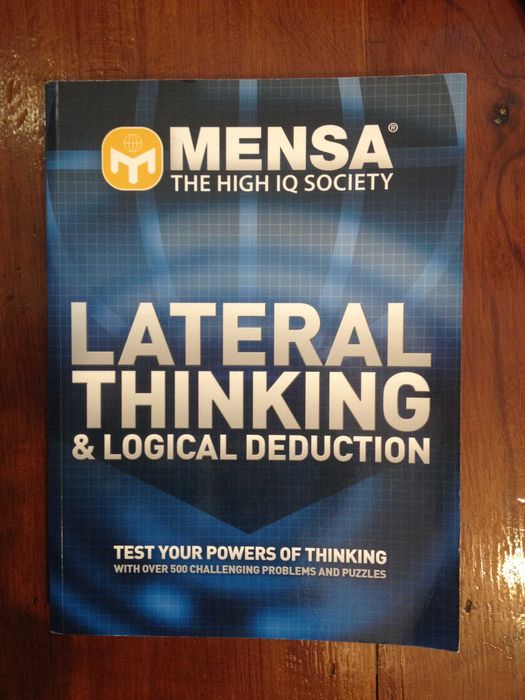 MENSA®
THE HIGH IQ SOCIETY
LATERAL
THINKING
& LOGICAL DEDUCTION
TEST YOUR POWERS OF THINKING
WITH OVER 500 CHALLENGING PROBLEMS AND PUZZLES